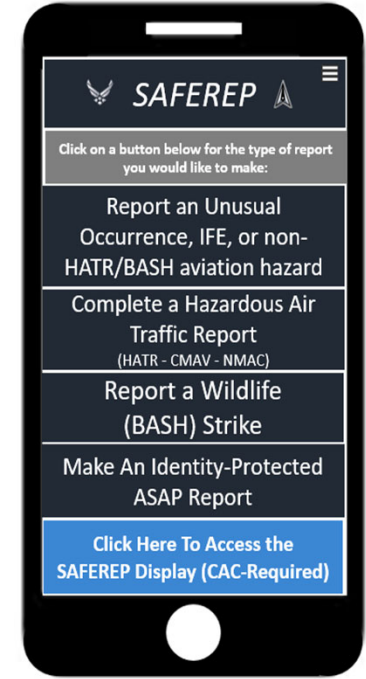 SAFEREP
Click on a button below for the type of report
you would like to make:
Report an Unusual
Occurrence, IFE, or non-
HATR/BASH aviation hazard
Complete a Hazardous Air
Traffic Report
(HATR - CMAV - NMAC)
Report a Wildlife
(BASH) Strike
Make An Identity-Protected
ASAP Report
Click Here To Access the
SAFEREP Display (CAC-Required)